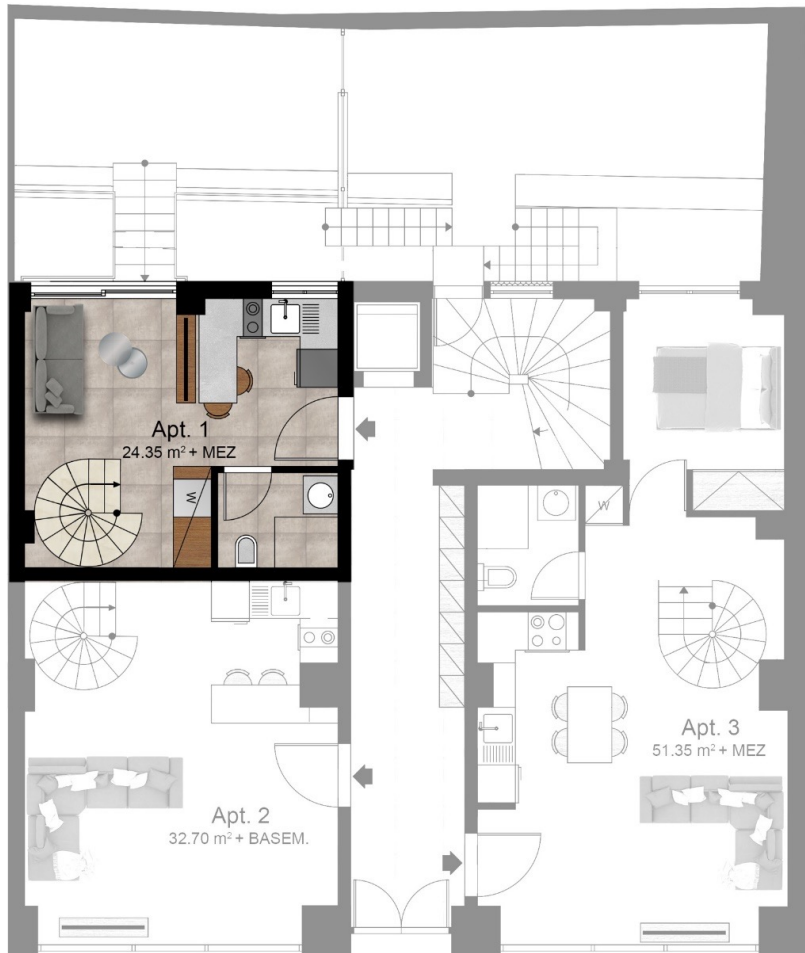 Apt. 1
24.35 m² + MEZ
W
W
Apt. 3
51.35 m² + MEZ
Apt. 2
32.70 m² + BASEM.